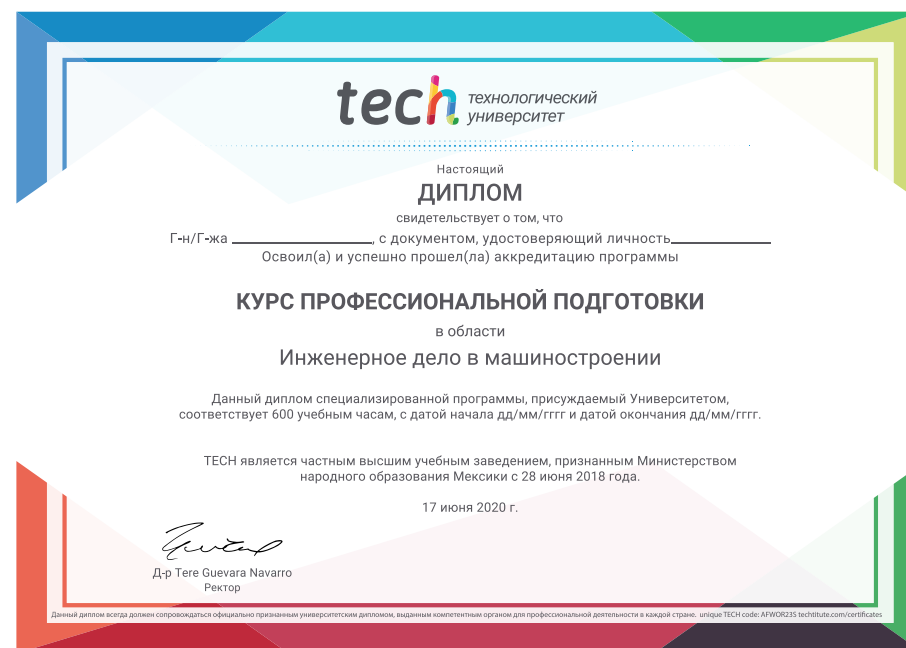 tech технологический
университет
Настоящий
ДИПЛОМ
свидетельствует о том, что
Г-н/Г-жа ____________________, с документом, удостоверяющий личность______________
Освоил(а) и успешно прошел(ла) аккредитацию программы
КУРС ПРОФЕССИОНАЛЬНОЙ ПОДГОТОВКИ
в области
Инженерное дело в машиностроении
Данный диплом специализированной программы, присуждаемый Университетом,
соответствует 600 учебным часам, с датой начала дд/мм/гггг и датой окончания дд/мм/гггг.
TECH является частным высшим учебным заведением, признанным Министерством
народного образования Мексики с 28 июня 2018 года.
17 июня 2020 г.
Д-р Tere Guevara Navarro
Ректор
Данный диплом всегда должен сопровождаться официально признанным университетским дипломом, выданным компетентным органом для профессиональной деятельности в каждой стране. unique TECH code: AFWOR23S techtitute.com/certificates